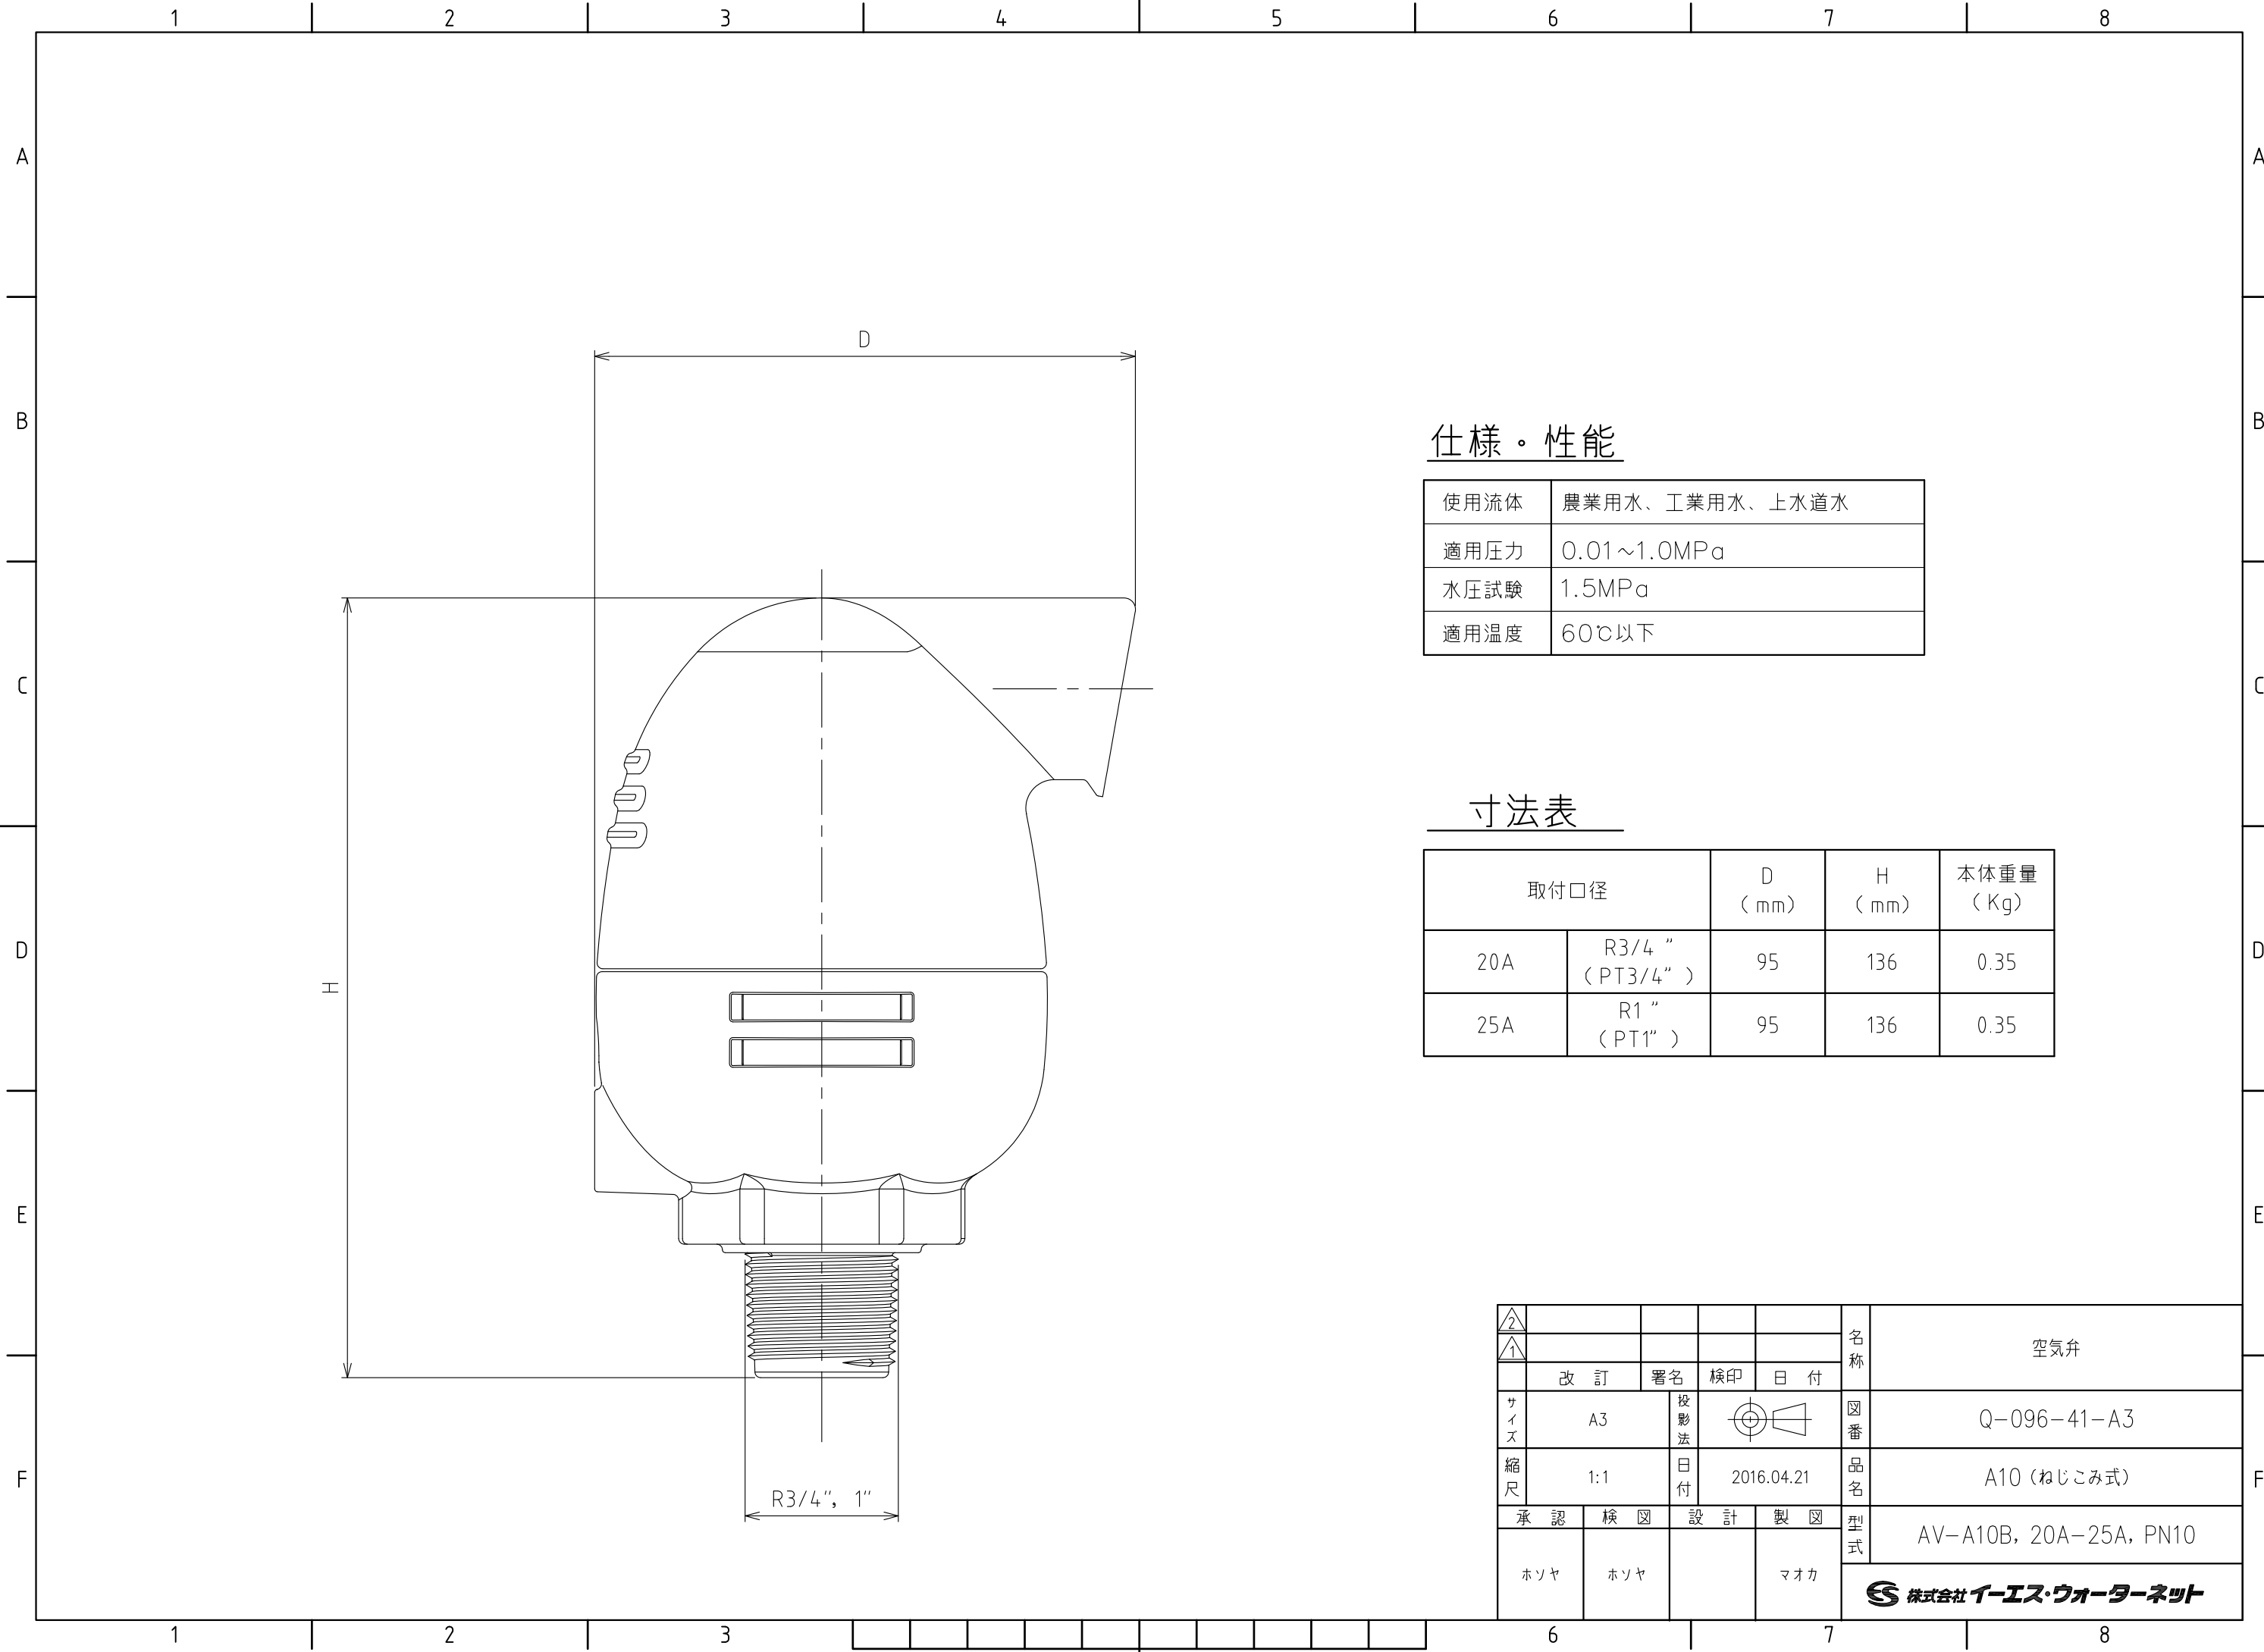 1 2 3 4 5 6 7 8
A A
B B
C C
D D
E E
F F
D
H
R3/4", 1"
仕様・性能
使用流体 農業用水、工業用水、上水道水
適用圧力 0.01~1.0MPa
水圧試験 1.5MPa
適用温度 60℃以下
寸法表
取付口径 D (mm) H (mm) 本体重量 (Kg)
20A R3/4 " (PT3/4" ) 95 136 0.35
25A R1 " (PT1" ) 95 136 0.35
2
1
改訂 署名 検印 日付
名称 空気弁
サイズ A3 投影法
図番 Q-096-41-A3
縮尺 1:1 日付 2016.04.21
品名 A10 (ねじこみ式)
承認 検図 設計 製図
ホソヤ ホソヤ マオカ
型式 AV-A10B, 20A-25A, PN10
ES 株式会社イーエス・ウォーターネット
1 2 3 6 7 8